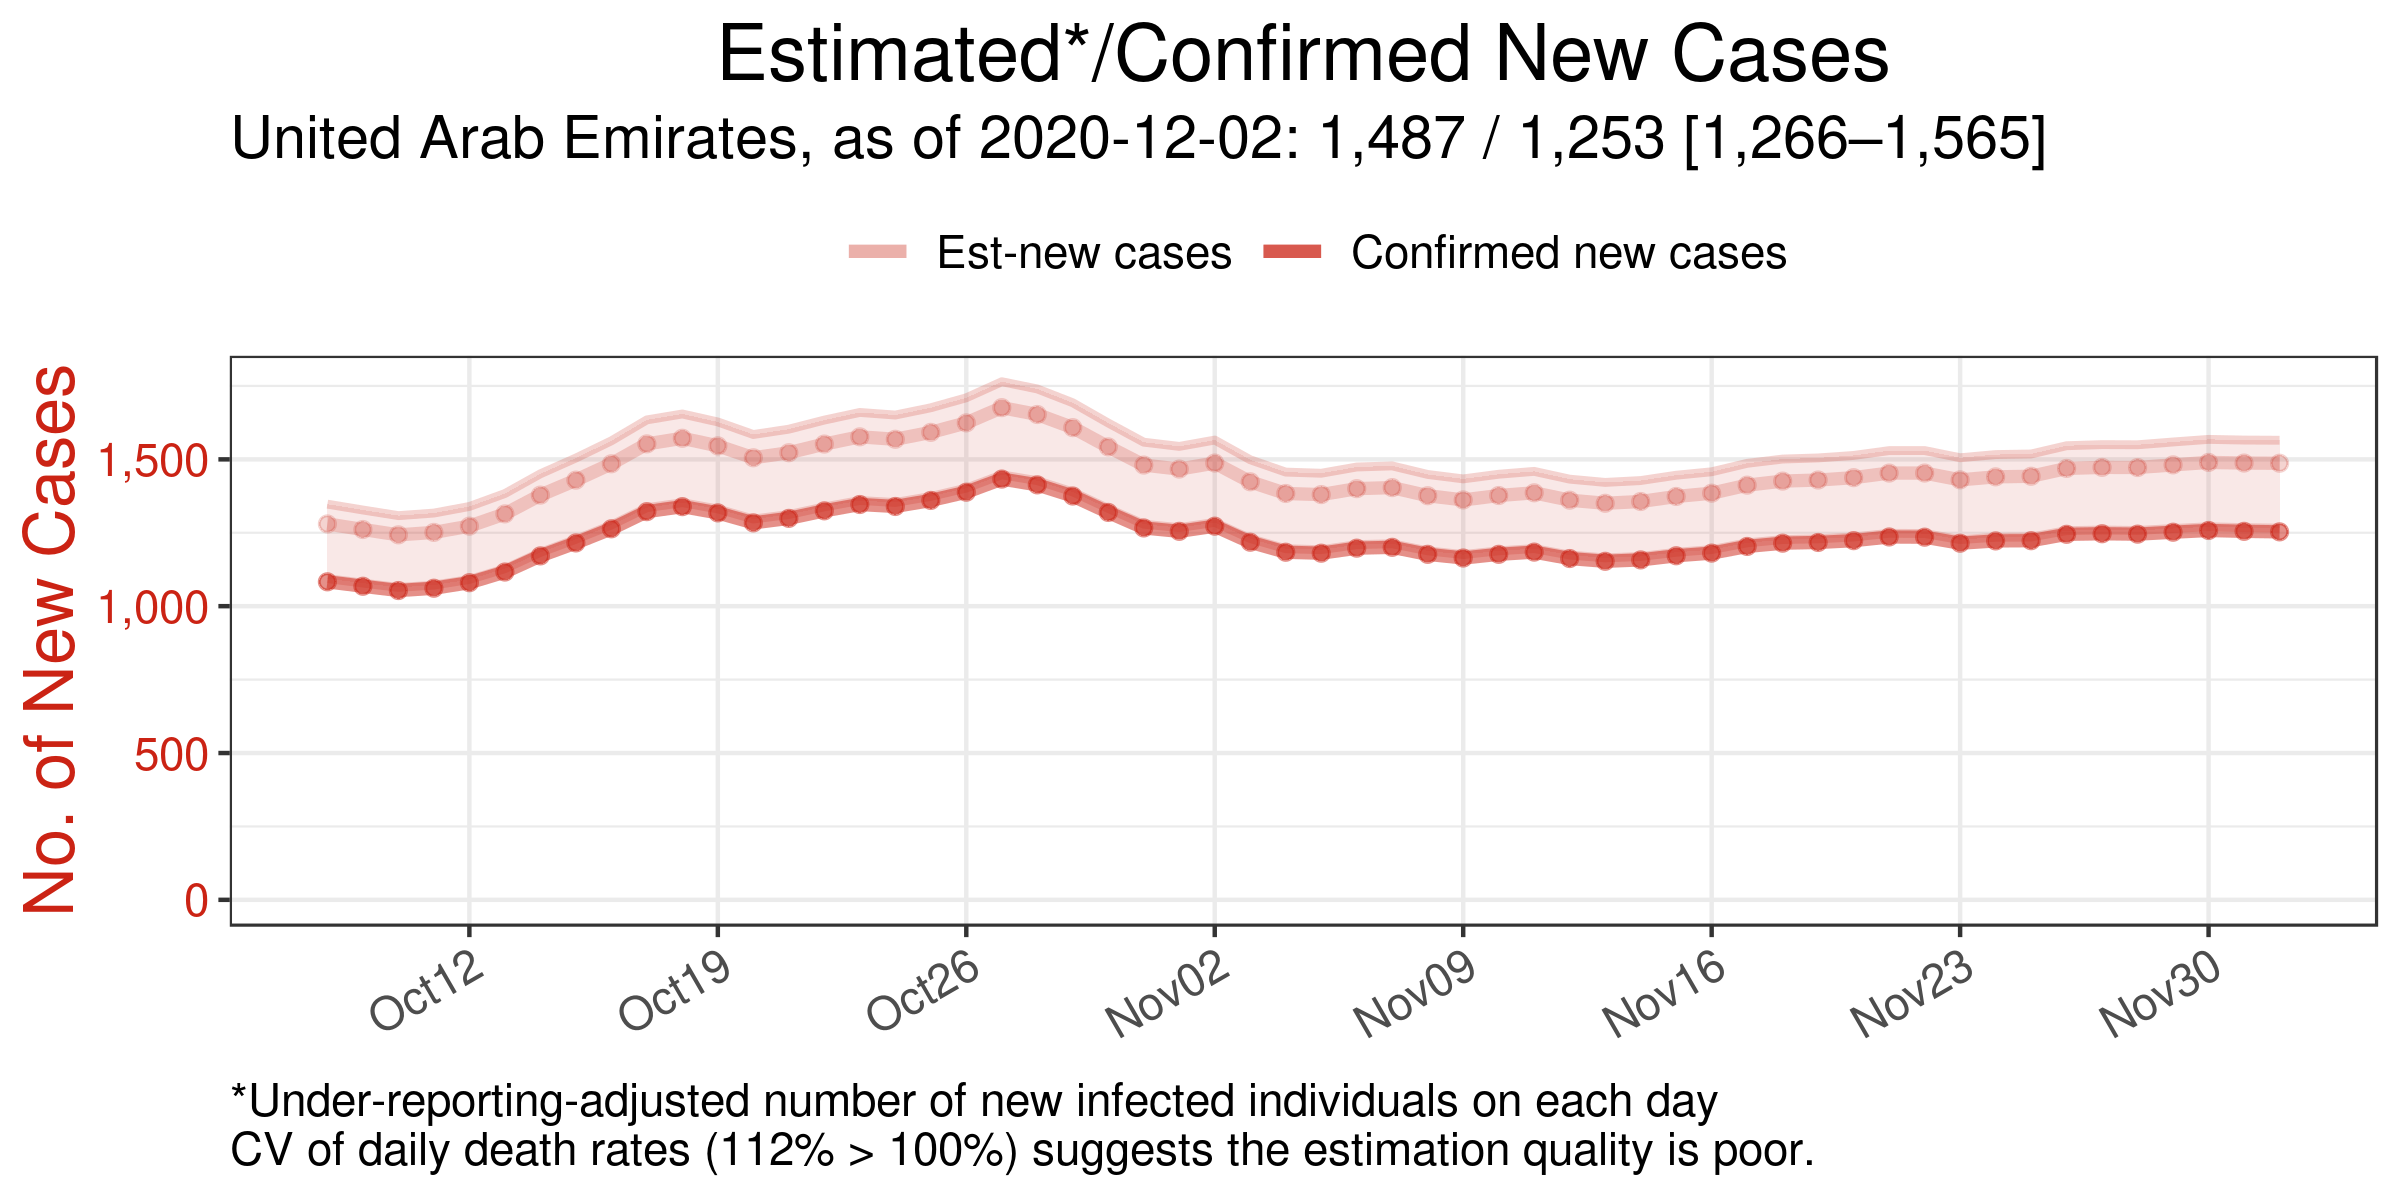 Estimated*/Confirmed New Cases
United Arab Emirates, as of 2020-12-02: 1,487 / 1,253 [1,266–1,565]
Est-new cases
Confirmed new cases
No. of New Cases
1,500
1,000
500
0
Oct12
Oct19
Oct26
Nov02
Nov09
Nov16
Nov23
Nov30
*Under-reporting-adjusted number of new infected individuals on each day
CV of daily death rates (112% > 100%) suggests the estimation quality is poor.